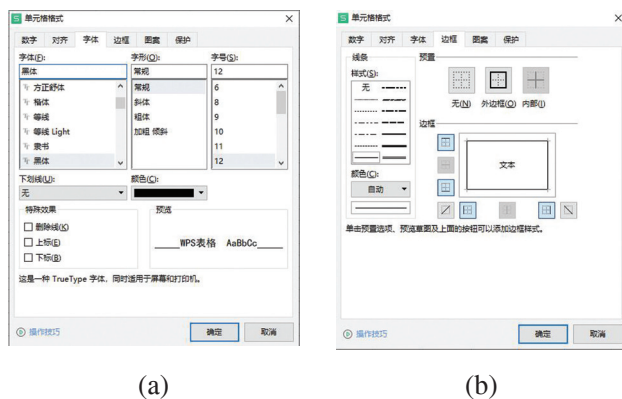 单元格格式
数字 对齐 字体 边框 图案 保护
字体(F): 字形(O): 字号(S):
黑体 常规 12
方正舒体 常规 6
楷体 斜体 8
等线 粗体 9
等线 Light 加粗 倾斜 10
隶书 11
黑体 12
下划线(U): 颜色(C):
无
特殊效果 预览
删除线(K)
上标(E) WPS表格 AaBbCc
下标(B)
这是一种 TrueType 字体，同时适用于屏幕和打印机。
操作技巧 确定 取消
(a)
单元格格式
数字 对齐 字体 边框 图案 保护
线条 预置
样式(S):
无
无(N) 外边框(O) 内部(I)
边框
文本
颜色(C):
自动
单击预置选项、预览草图及上面的按钮可以添加边框样式。
操作技巧 确定 取消
(b)